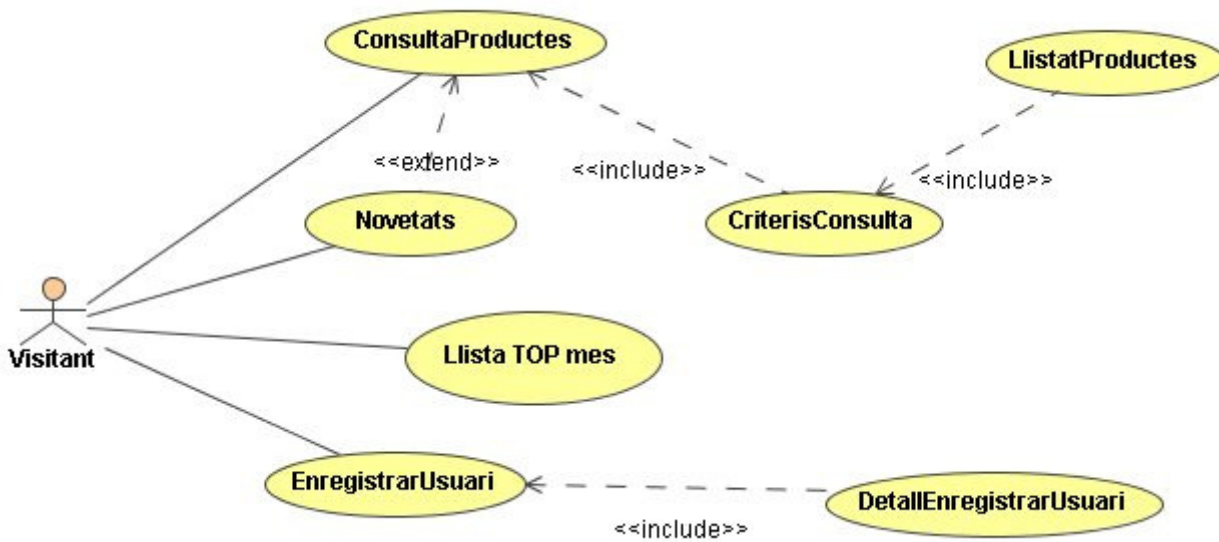 ConsultaProductes
LlistatProductes
<<extend>>
<<include>>
<<include>>
Novetats
CriterisConsulta
Visitant
Llista TOP mes
EnregistrarUsuari
DetallEnregistrarUsuari
<<include>>